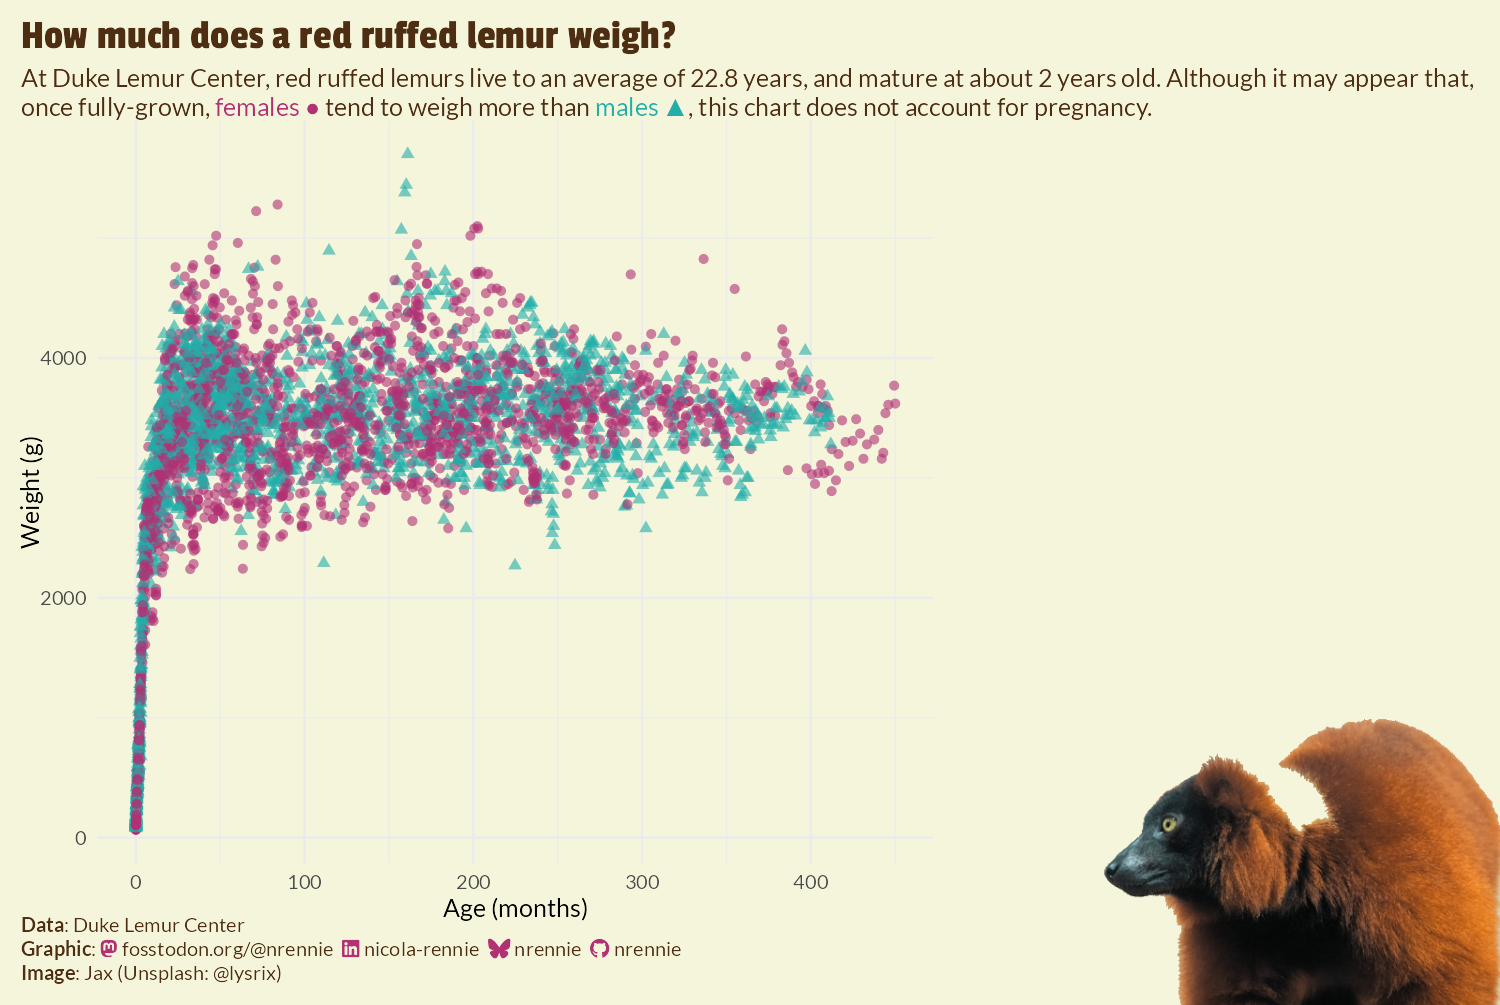 How much does a red ruffed lemur weigh?
At Duke Lemur Center, red ruffed lemurs live to an average of 22.8 years, and mature at about 2 years old. Although it may appear that,
once fully-grown, females ● tend to weigh more than males ▲, this chart does not account for pregnancy.
4000
2000
0
Weight (g)
0 100 200 300 400
Age (months)
Data: Duke Lemur Center
Graphic: fosstodon.org/@nrennie nicola-rennie nrennie nrennie
Image: Jax (Unsplash: @lysrix)